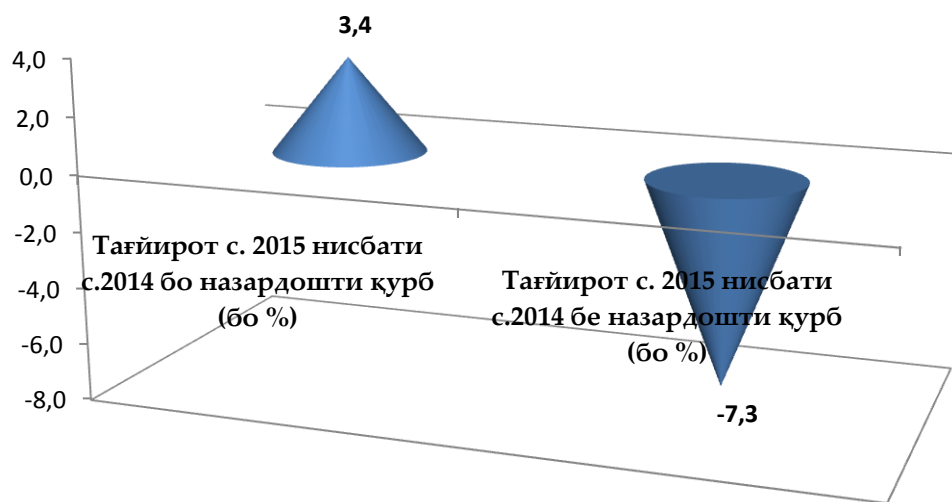 3,4
4,0
2,0
0,0
-2,0
-4,0
-6,0
-8,0
Тағйирот с. 2015 нисбати
с.2014 бо назардошти қурб
(бо %)
Тағйирот с. 2015 нисбати
с.2014 бе назардошти қурб
(бо %)
-7,3